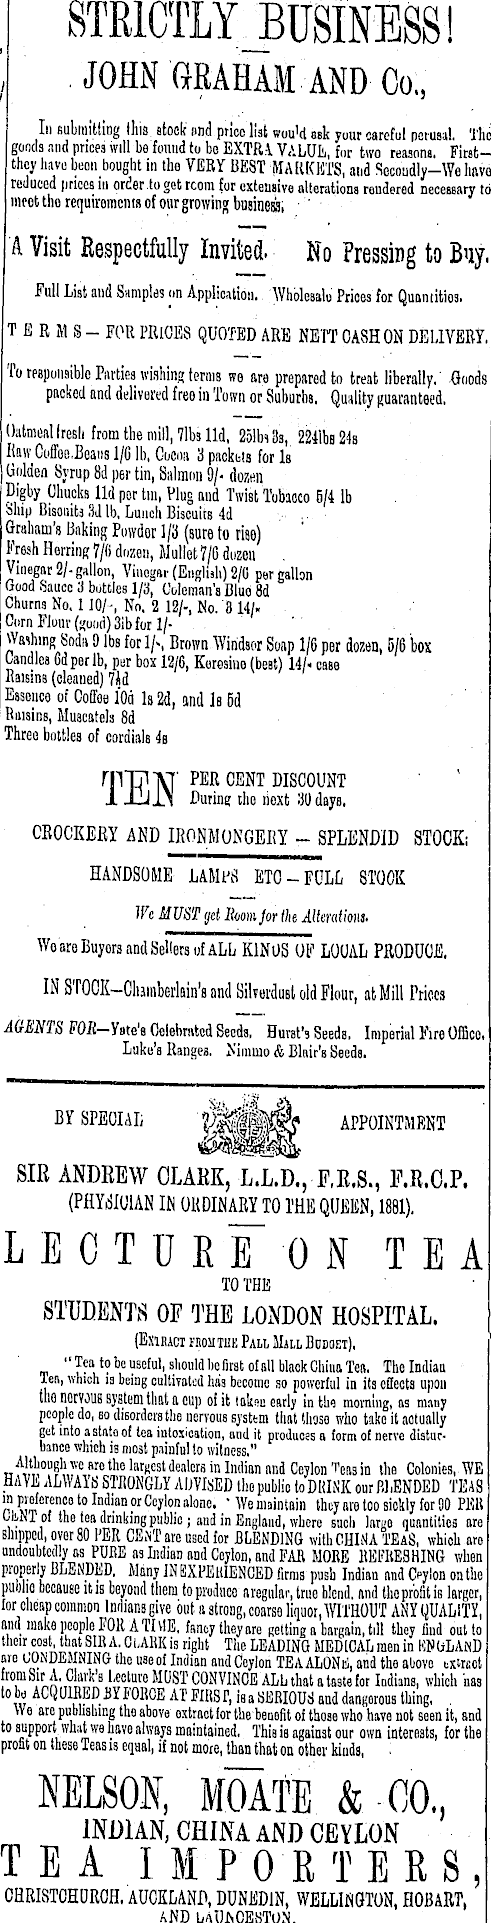 STRICTLY BUSINESS!
JOHN GRAHAM AND Co.,
In submitting this stock and price list would ask your careful perusal. The
goods and prices will be found to be EXTRA VALUE, for two reasons. First—
they have been bought in the VERY BEST MARKETS, and Secondly—We have
reduced prices in order to get room for extensive alterations rendered necessary to
meet the requirements of our growing business,
A Visit Respectfully Invited. No Pressing to Buy.
Full List and Samples on Application. Wholesale Prices for Quantities.
TERMS—FOR PRICES QUOTED ARE NETT CASH ON DELIVERY.
To responsible Parties wishing terms we are prepared to treat liberally. Goods
packed and delivered free in Town or Suburbs. Quality guaranteed.
Oatmeal fresh from the mill, 7lbs 11d, 25lbs 3s, 224lbs 24s
Raw Coffee Beans 1/6 lb, Cocoa 3 packets for 1s
Golden Syrup 8d per tin, Salmon 9/- dozen
Digby Chucks 11d per tin, Plug and Twist Tobacco 5/4 lb
Ship Biscuits 3d lb, Lunch Biscuits 4d
Graham's Baking Powder 1/3 (sure to rise)
Fresh Herring 7/6 dozen, Mullet 7/6 dozen
Vinegar 2/- gallon, Vinegar (English) 2/6 per gallon
Good Sauce 3 bottles 1/3, Coleman's Blue 8d
Churns No. 1 10/-, No. 2 12/-, No. 3 14/-
Corn Flour (good) 3lb for 1/-
Washing Soda 9 lbs for 1/-, Brown Windsor Soap 1/6 per dozen, 5/6 box
Candles 6d per lb, per box 12/6, Kerosine (best) 14/- case
Raisins (cleaned) 7½d
Essence of Coffee 10d 1s 2d, and 1s 5d
Raisins, Muscatels 8d
Three bottles of cordials 4s
TEN PER CENT DISCOUNT
During the next 30 days.
CROCKERY AND IRONMONGERY — SPLENDID STOCK;
HANDSOME LAMPS ETC — FULL STOCK
We MUST get Room for the Alterations.
We are Buyers and Sellers of ALL KINDS OF LOCAL PRODUCE.
IN STOCK—Chamberlain's and Silverdust old Flour, at Mill Prices
AGENTS FOR—Yate's Celebrated Seeds. Hurst's Seeds. Imperial Fire Office.
Luke's Ranges. Nimmo & Blair's Seeds.
BY SPECIAL APPOINTMENT
SIR ANDREW CLARK, L.L.D., F.R.S., F.R.C.P.
(PHYSICIAN IN ORDINARY TO THE QUEEN, 1881).
LECTURE ON TEA
TO THE
STUDENTS OF THE LONDON HOSPITAL.
(EXTRACT FROM THE PALL MALL BUDGET).
"Tea to be useful, should be first of all black China Tea. The Indian
Tea, which is being cultivated has become so powerful in its effects upon
the nervous system that a cup of it taken early in the morning, as many
people do, so disorders the nervous system that those who take it actually
get into a state of tea intoxication, and it produces a form of nerve distur-
bance which is most painful to witness."
Although we are the largest dealers in Indian and Ceylon Teas in the Colonies, WE
HAVE ALWAYS STRONGLY ADVISED the public to DRINK our BLENDED TEAS
in preference to Indian or Ceylon alone. We maintain they are too sickly for 90 PER
CENT of the tea drinking public; and in England, where such large quantities are
shipped, over 80 PER CENT are used for BLENDING with CHINA TEAS, which are
undoubtedly as PURE as Indian and Ceylon, and FAR MORE REFRESHING when
properly BLENDED. Many INEXPERIENCED firms push Indian and Ceylon on the
public because it is beyond them to produce a regular, true blend, and the profit is larger,
for cheap common Indians give out a strong, coarse liquor, WITHOUT ANY QUALITY,
and make people FOR A TIME, fancy they are getting a bargain, till they find out to
their cost, that SIR A. CLARK is right The LEADING MEDICAL men in ENGLAND
are CONDEMNING the use of Indian and Ceylon TEA ALONE, and the above extract
from Sir A. Clark's Lecture MUST CONVINCE ALL that a taste for Indians, which has
to be ACQUIRED BY FORCE AT FIRST, is a SERIOUS and dangerous thing.
We are publishing the above extract for the benefit of those who have not seen it, and
to support what we have always maintained. This is against our own interests, for the
profit on these Teas is equal, if not more, than that on other kinds,
NELSON, MOATE & CO.,
INDIAN, CHINA AND CEYLON
TEA IMPORTERS,
CHRISTCHURCH, AUCKLAND, DUNEDIN, WELLINGTON, HOBART,
AND LAUNCESTON.